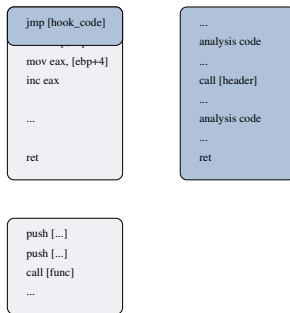 jmp [hook_code]
mov eax, [ebp+4]
inc eax
...
ret
...
analysis code
...
call [header]
...
analysis code
...
ret
push [...]
push [...]
call [func]
...